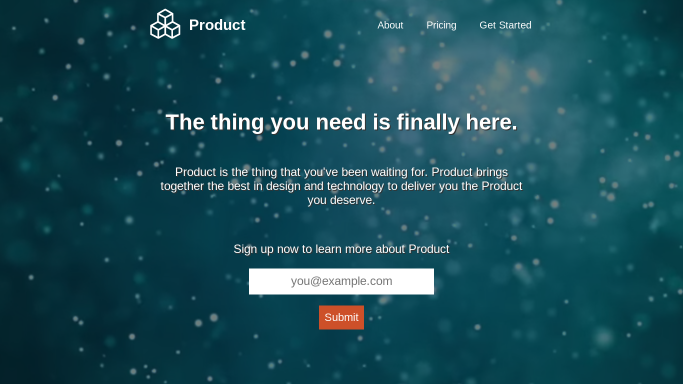 Product
About
Pricing
Get Started
The thing you need is finally here.
Product is the thing that you've been waiting for. Product brings
together the best in design and technology to deliver you the Product
you deserve.
Sign up now to learn more about Product
you@example.com
Submit